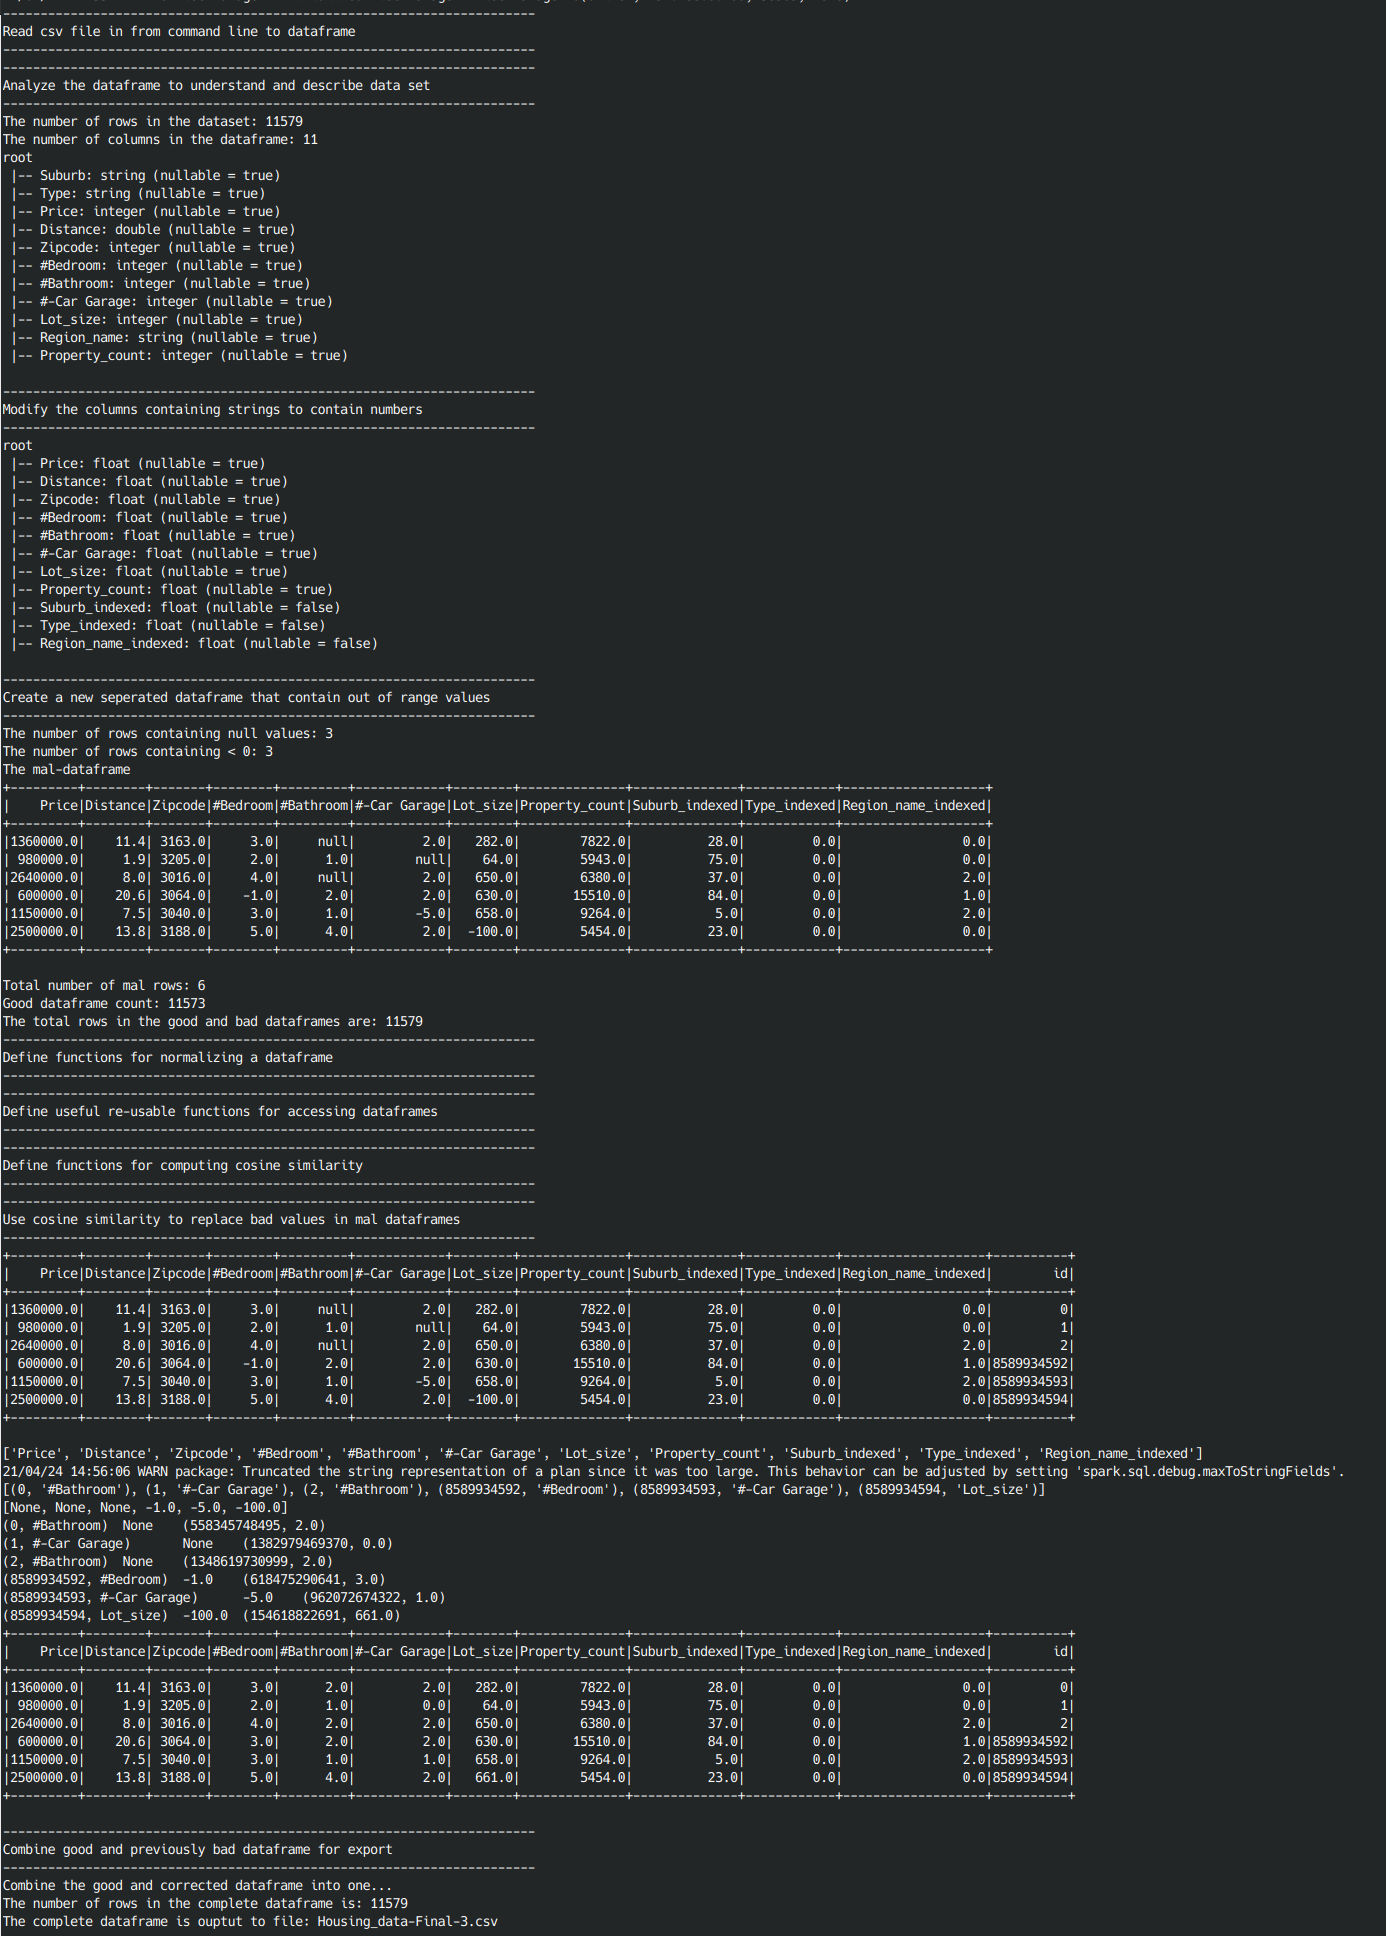 ------------------------------------------------------------------------
Read csv file in from command line to dataframe
-----------------------------------------------------------------------
-----------------------------------------------------------------------
Analyze the dataframe to understand and describe data set
-----------------------------------------------------------------------
The number of rows in the dataset: 11579
The number of columns in the dataframe: 11
root
 |-- Suburb: string (nullable = true)
 |-- Type: string (nullable = true)
 |-- Price: integer (nullable = true)
 |-- Distance: double (nullable = true)
 |-- Zipcode: integer (nullable = true)
 |-- #Bedroom: integer (nullable = true)
 |-- #Bathroom: integer (nullable = true)
 |-- #-Car Garage: integer (nullable = true)
 |-- Lot_size: integer (nullable = true)
 |-- Region_name: string (nullable = true)
 |-- Property_count: integer (nullable = true)
-----------------------------------------------------------------------
Modify the columns containing strings to contain numbers
-----------------------------------------------------------------------
root
 |-- Price: float (nullable = true)
 |-- Distance: float (nullable = true)
 |-- Zipcode: float (nullable = true)
 |-- #Bedroom: float (nullable = true)
 |-- #Bathroom: float (nullable = true)
 |-- #-Car Garage: float (nullable = true)
 |-- Lot_size: float (nullable = true)
 |-- Property_count: float (nullable = true)
 |-- Suburb_indexed: float (nullable = false)
 |-- Type_indexed: float (nullable = false)
 |-- Region_name_indexed: float (nullable = false)
-----------------------------------------------------------------------
Create a new seperated dataframe that contain out of range values
-----------------------------------------------------------------------
The number of rows containing null values: 3
The number of rows containing < 0: 3
The mal-dataframe
+---------+--------+-------+--------+---------+------------+--------+--------------+--------------+------------+-------------------+
|    Price|Distance|Zipcode|#Bedroom|#Bathroom|#-Car Garage|Lot_size|Property_count|Suburb_indexed|Type_indexed|Region_name_indexed|
+---------+--------+-------+--------+---------+------------+--------+--------------+--------------+------------+-------------------+
|1360000.0|    11.4| 3163.0|     3.0|     null|         2.0|   282.0|        7822.0|          28.0|         0.0|                0.0|
| 980000.0|     1.9| 3205.0|     2.0|      1.0|        null|    64.0|        5943.0|          75.0|         0.0|                0.0|
|2640000.0|     8.0| 3016.0|     4.0|     null|         2.0|   650.0|        6380.0|          37.0|         0.0|                2.0|
| 600000.0|    20.6| 3064.0|    -1.0|      2.0|         2.0|   630.0|       15510.0|          84.0|         0.0|                1.0|
|1150000.0|     7.5| 3040.0|     3.0|      1.0|        -5.0|   658.0|        9264.0|           5.0|         0.0|                2.0|
|2500000.0|    13.8| 3188.0|     5.0|      4.0|         2.0|  -100.0|        5454.0|          23.0|         0.0|                0.0|
+---------+--------+-------+--------+---------+------------+--------+--------------+--------------+------------+-------------------+
Total number of mal rows: 6
Good dataframe count: 11573
The total rows in the good and bad dataframes are: 11579
-----------------------------------------------------------------------
Define functions for normalizing a dataframe
-----------------------------------------------------------------------
-----------------------------------------------------------------------
Define useful re-usable functions for accessing dataframes
-----------------------------------------------------------------------
-----------------------------------------------------------------------
Define functions for computing cosine similarity
-----------------------------------------------------------------------
-----------------------------------------------------------------------
Use cosine similarity to replace bad values in mal dataframes
-----------------------------------------------------------------------
+---------+--------+-------+--------+---------+------------+--------+--------------+--------------+------------+-------------------+----------+
|    Price|Distance|Zipcode|#Bedroom|#Bathroom|#-Car Garage|Lot_size|Property_count|Suburb_indexed|Type_indexed|Region_name_indexed|        id|
+---------+--------+-------+--------+---------+------------+--------+--------------+--------------+------------+-------------------+----------+
|1360000.0|    11.4| 3163.0|     3.0|     null|         2.0|   282.0|        7822.0|          28.0|         0.0|                0.0|         0|
| 980000.0|     1.9| 3205.0|     2.0|      1.0|        null|    64.0|        5943.0|          75.0|         0.0|                0.0|         1|
|2640000.0|     8.0| 3016.0|     4.0|     null|         2.0|   650.0|        6380.0|          37.0|         0.0|                2.0|         2|
| 600000.0|    20.6| 3064.0|    -1.0|      2.0|         2.0|   630.0|       15510.0|          84.0|         0.0|                1.0|8589934592|
|1150000.0|     7.5| 3040.0|     3.0|      1.0|        -5.0|   658.0|        9264.0|           5.0|         0.0|                2.0|8589934593|
|2500000.0|    13.8| 3188.0|     5.0|      4.0|         2.0|  -100.0|        5454.0|          23.0|         0.0|                0.0|8589934594|
+---------+--------+-------+--------+---------+------------+--------+--------------+--------------+------------+-------------------+----------+
['Price', 'Distance', 'Zipcode', '#Bedroom', '#Bathroom', '#-Car Garage', 'Lot_size', 'Property_count', 'Suburb_indexed', 'Type_indexed', 'Region_name_indexed']
21/04/24 14:56:06 WARN package: Truncated the string representation of a plan since it was too large. This behavior can be adjusted by setting 'spark.sql.debug.maxToStringFields'.
[(0, '#Bathroom'), (1, '#-Car Garage'), (2, '#Bathroom'), (8589934592, '#Bedroom'), (8589934593, '#-Car Garage'), (8589934594, 'Lot_size')]
[None, None, None, -1.0, -5.0, -100.0]
(0, #Bathroom)  None    (558345748495, 2.0)
(1, #-Car Garage)       None    (1382979469370, 0.0)
(2, #Bathroom)  None    (1348619730999, 2.0)
(8589934592, #Bedroom)  -1.0    (618475290641, 3.0)
(8589934593, #-Car Garage)      -5.0    (962072674322, 1.0)
(8589934594, Lot_size)  -100.0  (154618822691, 661.0)
+---------+--------+-------+--------+---------+------------+--------+--------------+--------------+------------+-------------------+----------+
|    Price|Distance|Zipcode|#Bedroom|#Bathroom|#-Car Garage|Lot_size|Property_count|Suburb_indexed|Type_indexed|Region_name_indexed|        id|
+---------+--------+-------+--------+---------+------------+--------+--------------+--------------+------------+-------------------+----------+
|1360000.0|    11.4| 3163.0|     3.0|      2.0|         2.0|   282.0|        7822.0|          28.0|         0.0|                0.0|         0|
| 980000.0|     1.9| 3205.0|     2.0|      1.0|         0.0|    64.0|        5943.0|          75.0|         0.0|                0.0|         1|
|2640000.0|     8.0| 3016.0|     4.0|      2.0|         2.0|   650.0|        6380.0|          37.0|         0.0|                2.0|         2|
| 600000.0|    20.6| 3064.0|     3.0|      2.0|         2.0|   630.0|       15510.0|          84.0|         0.0|                1.0|8589934592|
|1150000.0|     7.5| 3040.0|     3.0|      1.0|         1.0|   658.0|        9264.0|           5.0|         0.0|                2.0|8589934593|
|2500000.0|    13.8| 3188.0|     5.0|      4.0|         2.0|   661.0|        5454.0|          23.0|         0.0|                0.0|8589934594|
+---------+--------+-------+--------+---------+------------+--------+--------------+--------------+------------+-------------------+----------+
-----------------------------------------------------------------------
Combine good and previously bad dataframe for export
-----------------------------------------------------------------------
Combine the good and corrected dataframe into one...
The number of rows in the complete dataframe is: 11579
The complete dataframe is ouptut to file: Housing_data-Final-3.csv